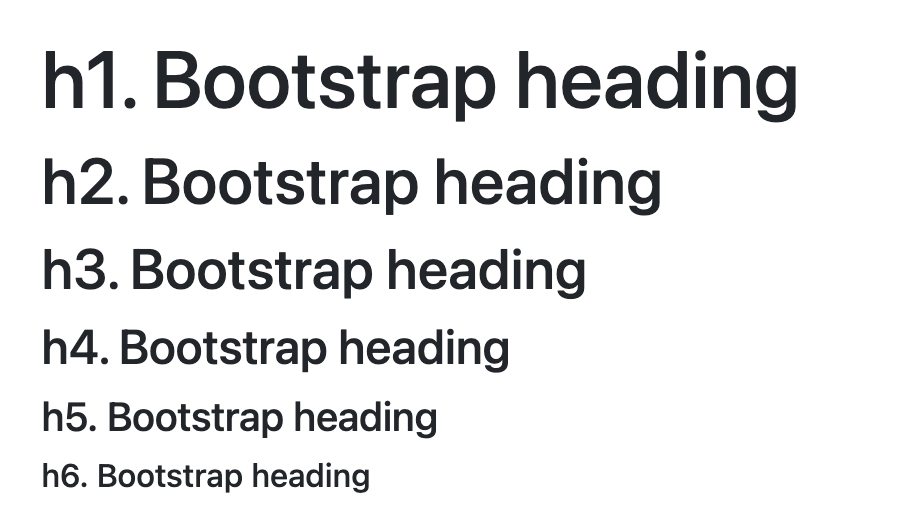 h1. Bootstrap heading
h2. Bootstrap heading
h3. Bootstrap heading
h4. Bootstrap heading
h5. Bootstrap heading
h6. Bootstrap heading